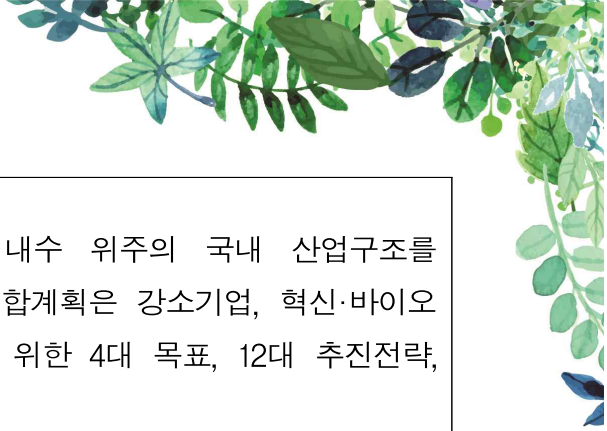 내수 위주의 국내 산업구조를
합계획은 강소기업, 혁신·바이오
위한 4대 목표, 12대 추진전략,